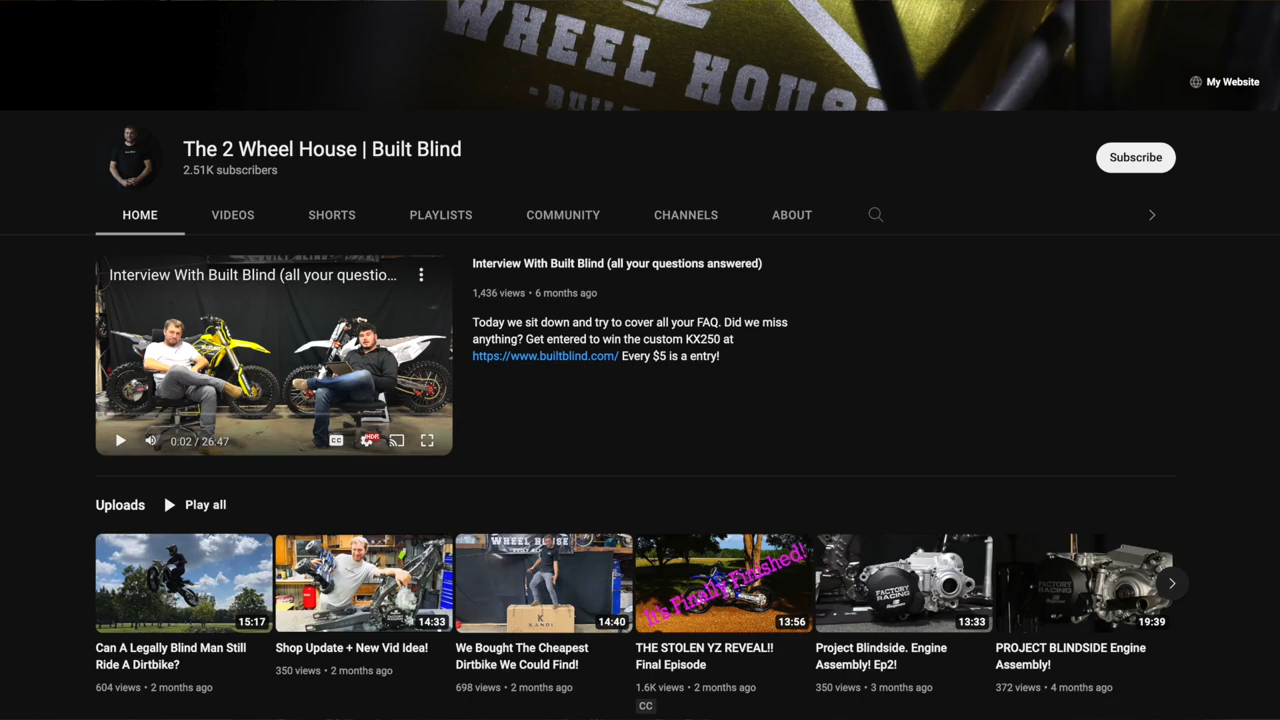 WHEEL HOUSE
My Website
The 2 Wheel House | Built Blind
2.51K subscribers
Subscribe
HOME
VIDEOS
SHORTS
PLAYLISTS
COMMUNITY
CHANNELS
ABOUT
Interview With Built Blind (all your questio...
0:02 / 26:47
CC
HDR
Interview With Built Blind (all your questions answered)
1,436 views • 6 months ago
Today we sit down and try to cover all your FAQ. Did we miss
anything? Get entered to win the custom KX250 at
https://www.builtblind.com/ Every $5 is a entry!
Uploads
Play all
15:17
Can A Legally Blind Man Still
Ride A Dirtbike?
604 views • 2 months ago
14:33
Shop Update + New Vid Idea!
350 views • 2 months ago
WHEEL HOUSE
KANDI
14:40
We Bought The Cheapest
Dirtbike We Could Find!
698 views • 2 months ago
It's Finally Finished!
13:56
THE STOLEN YZ REVEAL!!
Final Episode
1.6K views • 2 months ago
CC
FACTORY
RACING
13:33
Project Blindside. Engine
Assembly! Ep2!
350 views • 3 months ago
FACTORY
RACING
19:39
PROJECT BLINDSIDE Engine
Assembly!
372 views • 4 months ago